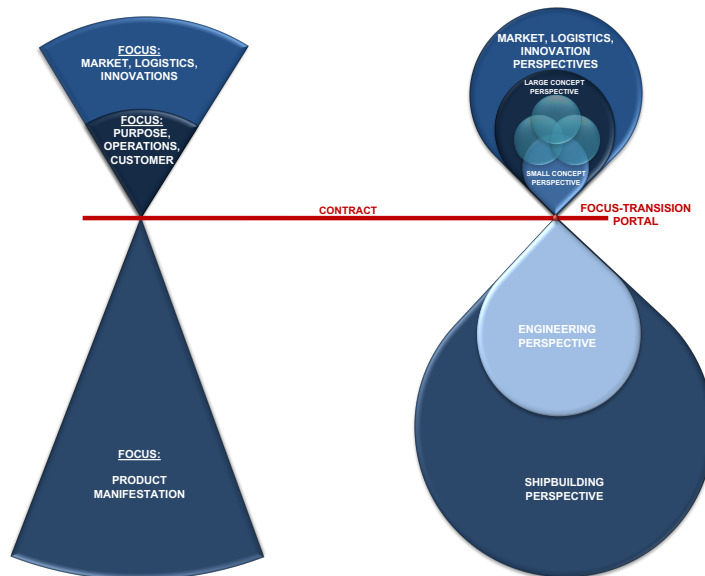 FOCUS:
MARKET, LOGISTICS,
INNOVATIONS
FOCUS:
PURPOSE,
OPERATIONS,
CUSTOMER
MARKET, LOGISTICS,
INNOVATION
PERSPECTIVES
LARGE CONCEPT
PERSPECTIVE
SMALL CONCEPT
PERSPECTIVE
CONTRACT
FOCUS-TRANSISION
PORTAL
ENGINEERING
PERSPECTIVE
FOCUS:
PRODUCT
MANIFESTATION
SHIPBUILDING
PERSPECTIVE